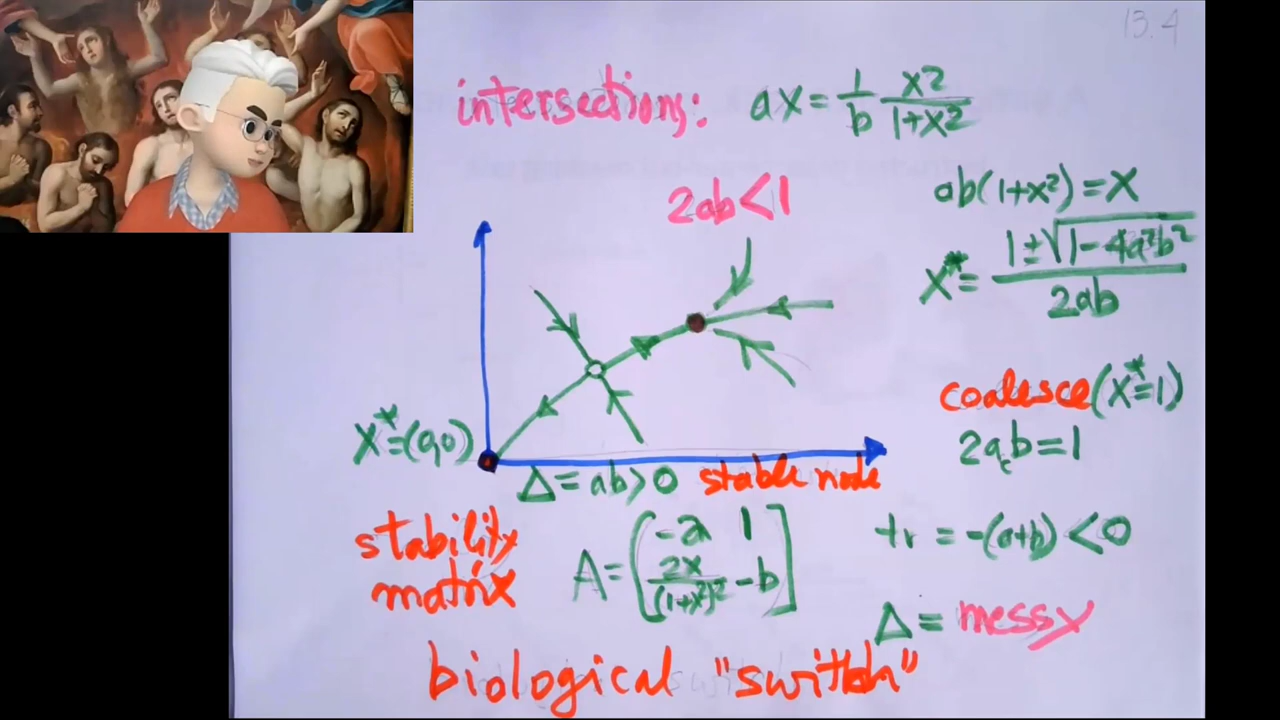 13.4
intersections: ax = 1/b x2/1+x2
2ab<1
ab(1+x²)=x
x*= 1±√1-4a²b² / 2ab
coalesce (x*=1)
2a_cb=1
x*=(0,0)
Δ=ab>0 stable node
stability matrix
A= [-a 1
2x/(1+x²)² -b]
tr = -(a+b) <0
Δ= messy
biological "switch"